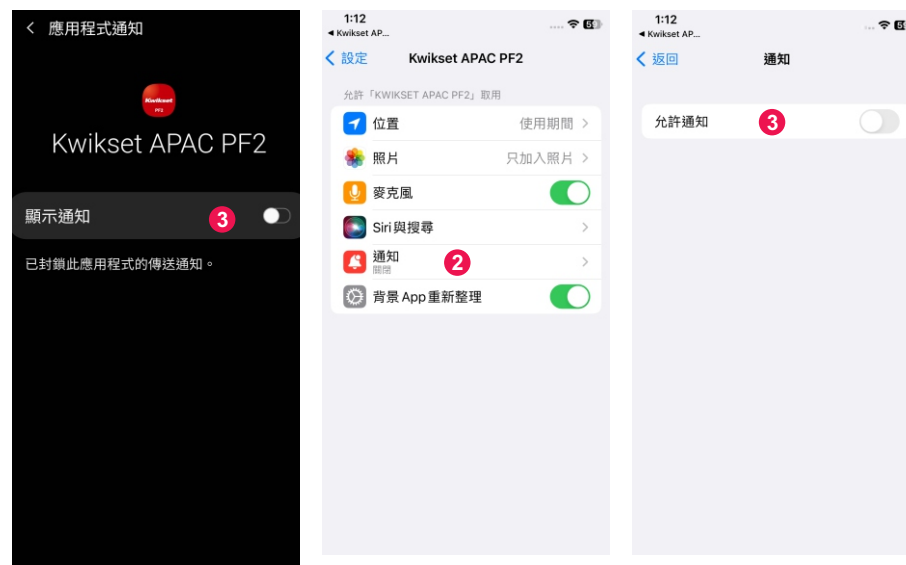 應用程式通知
Kwikset
PF2
Kwikset APAC PF2
顯示通知
3
已封鎖此應用程式的傳送通知。
1:12
Kwikset AP...
設定
Kwikset APAC PF2
允許「KWIKSET APAC PF2」取用
位置
使用期間
照片
只加入照片
麥克風
Siri 與搜尋
通知
關閉
2
背景 App 重新整理
1:12
Kwikset AP...
返回
通知
允許通知
3